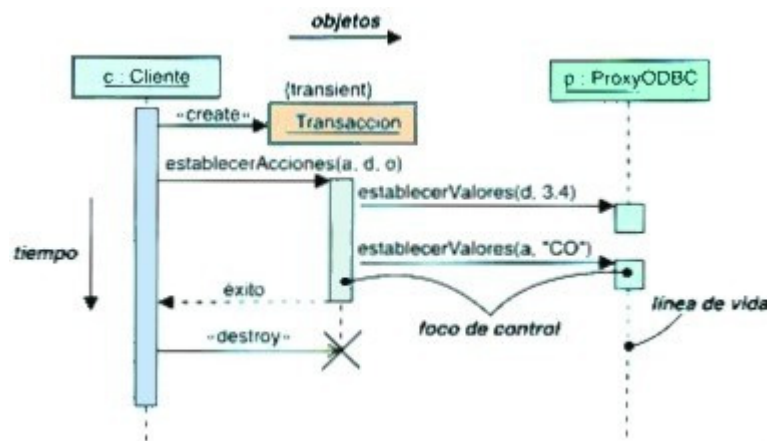 objetos
c : Cliente
p : ProxyODBC
{transient}
«create»
Transaccion
establecerAcciones(a, d, o)
establecerValores(d, 3.4)
tiempo
establecerValores(a, "CO")
éxito
foco de control
línea de vida
«destroy»